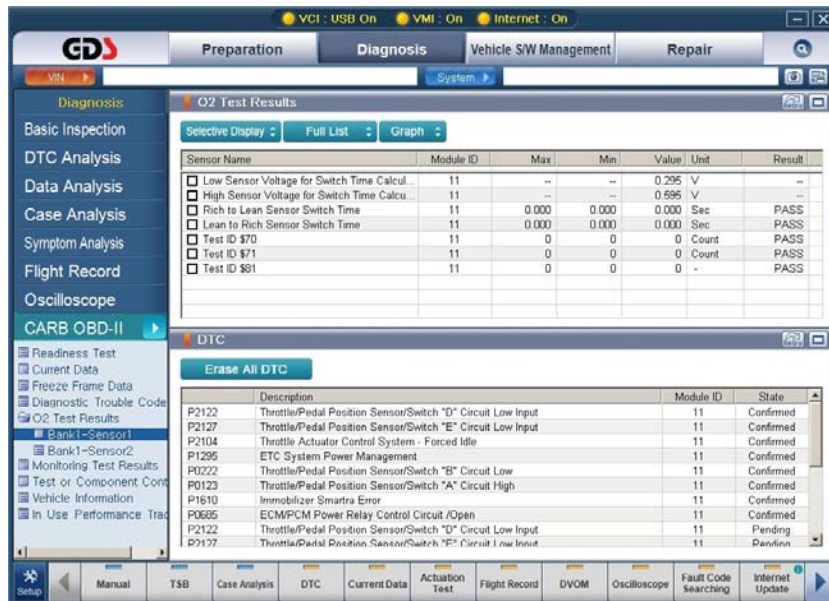 VCI : USB On VMI : On Internet : On
GDS Preparation Diagnosis Vehicle S/W Management Repair
VIN System
Diagnosis
Basic Inspection
DTC Analysis
Data Analysis
Case Analysis
Symptom Analysis
Flight Record
Oscilloscope
CARB OBD-II
Readiness Test
Current Data
Freeze Frame Data
Diagnostic Trouble Code
O2 Test Results
Bank1-Sensor1
Bank1-Sensor2
Monitoring Test Results
Test or Component Cont
Vehicle Information
In Use Performance Trac
O2 Test Results
Selective Display Full List Graph
Sensor Name Module ID Max Min Value Unit Result
Low Sensor Voltage for Switch Time Calcul... 11 -- -- 0.295 V --
High Sensor Voltage for Switch Time Calcu... 11 -- -- 0.595 V --
Rich to Lean Sensor Switch Time 11 0.000 0.000 0.000 Sec PASS
Lean to Rich Sensor Switch Time 11 0.000 0.000 0.000 Sec PASS
Test ID $70 11 0 0 0 Count PASS
Test ID $71 11 0 0 0 Count PASS
Test ID $81 11 0 0 0 - PASS
DTC
Erase All DTC
Description Module ID State
P2122 Throttle/Pedal Position Sensor/Switch "D" Circuit Low Input 11 Confirmed
P2127 Throttle/Pedal Position Sensor/Switch "E" Circuit Low Input 11 Confirmed
P2104 Throttle Actuator Control System - Forced Idle 11 Confirmed
P1295 ETC System Power Management 11 Confirmed
P0222 Throttle/Pedal Position Sensor/Switch "B" Circuit Low 11 Confirmed
P0123 Throttle/Pedal Position Sensor/Switch "A" Circuit High 11 Confirmed
P1610 Immobilizer Smartra Error 11 Confirmed
P0685 ECM/PCM Power Relay Control Circuit /Open 11 Confirmed
P2122 Throttle/Pedal Position Sensor/Switch "D" Circuit Low Input 11 Pending
P2127 Throttle/Pedal Position Sensor/Switch "E" Circuit Low Input 11 Pending
Setup Manual TSB Case Analysis DTC Current Data Actuation Test Flight Record DVOM Oscilloscope Fault Code Searching Internet Update